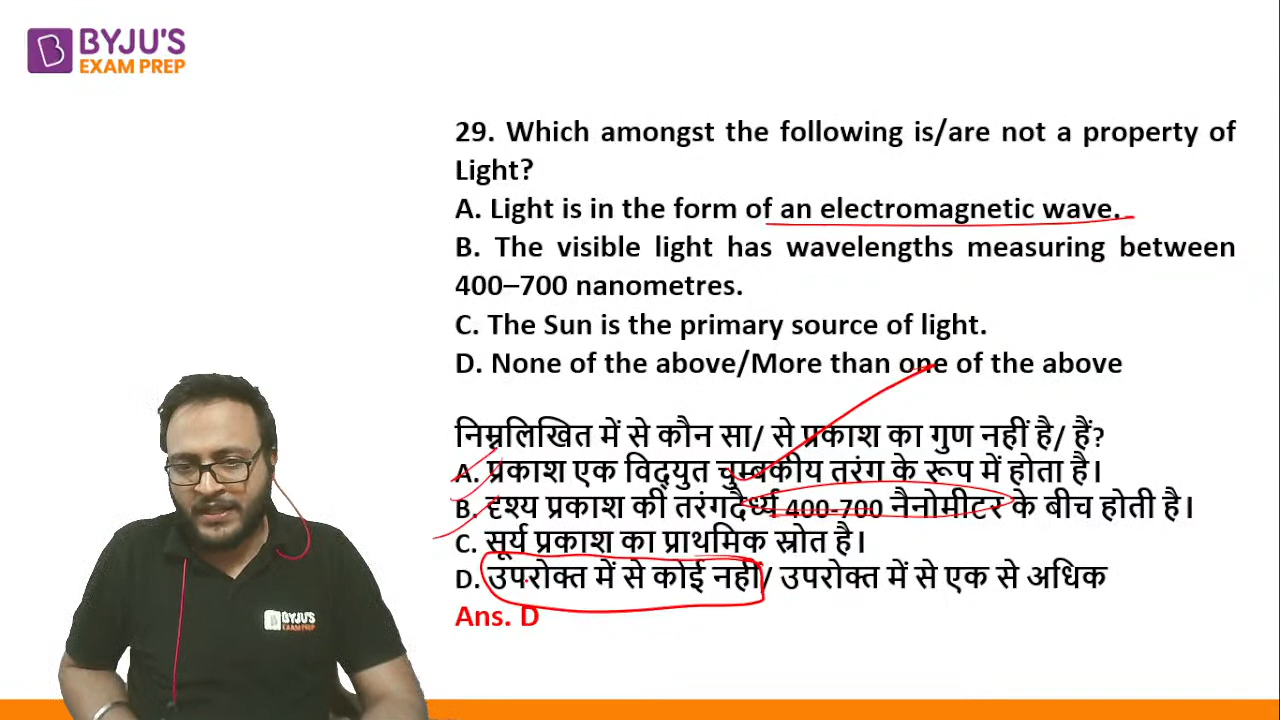 BYJU'S
EXAM PREP
29. Which amongst the following is/are not a property of
Light?
A. Light is in the form of an electromagnetic wave.
B. The visible light has wavelengths measuring between
400–700 nanometres.
C. The Sun is the primary source of light.
D. None of the above/More than one of the above
निम्नलिखित में से कौन सा/ से प्रकाश का गुण नहीं है/ हैं?
A. प्रकाश एक विद्युत चुम्बकीय तरंग के रूप में होता है।
B. दृश्य प्रकाश की तरंगदैर्ध्य 400-700 नैनोमीटर के बीच होती है।
C. सूर्य प्रकाश का प्राथमिक स्रोत है।
D. उपरोक्त में से कोई नहीं/ उपरोक्त में से एक से अधिक
Ans. D
BYJU'S
EXAM PREP